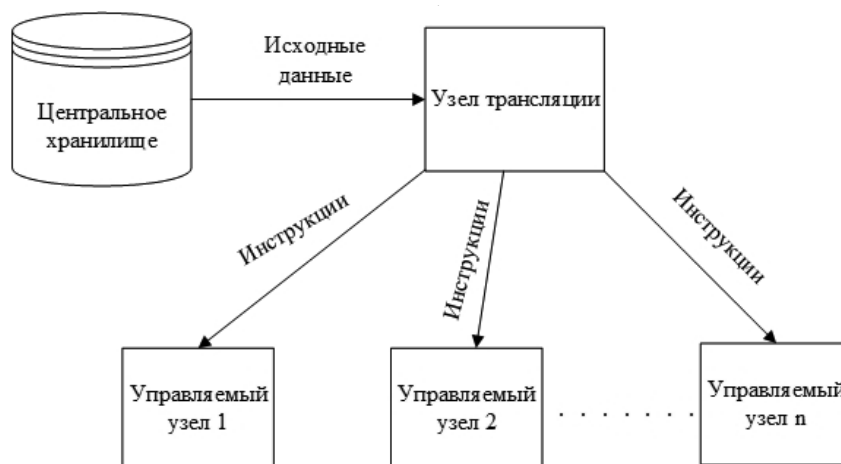 Исходные
данные
Центральное
хранилище
Узел трансляции
Инструкции
Инструкции
Инструкции
Управляемый
узел 1
Управляемый
узел 2
Управляемый
узел n